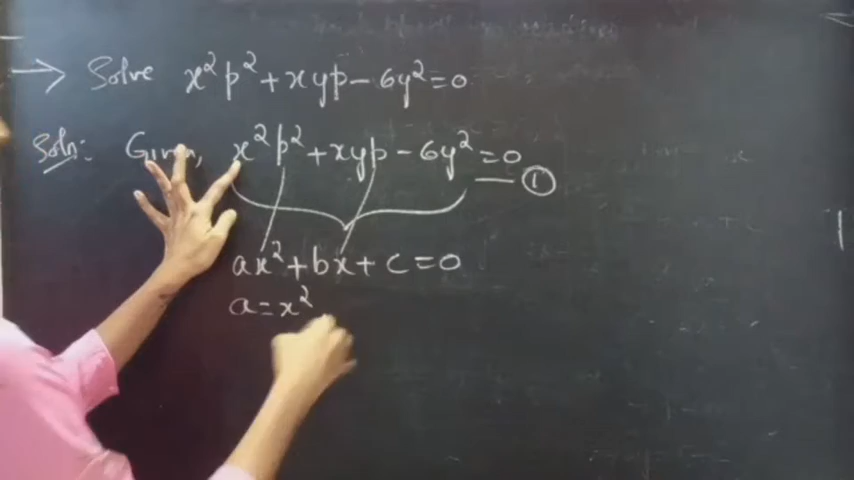 → Solve x²p² + xyp - 6y² = 0
Soln: Given, x²p² + xyp - 6y² = 0 — ①
ax² + bx + c = 0
a = x²